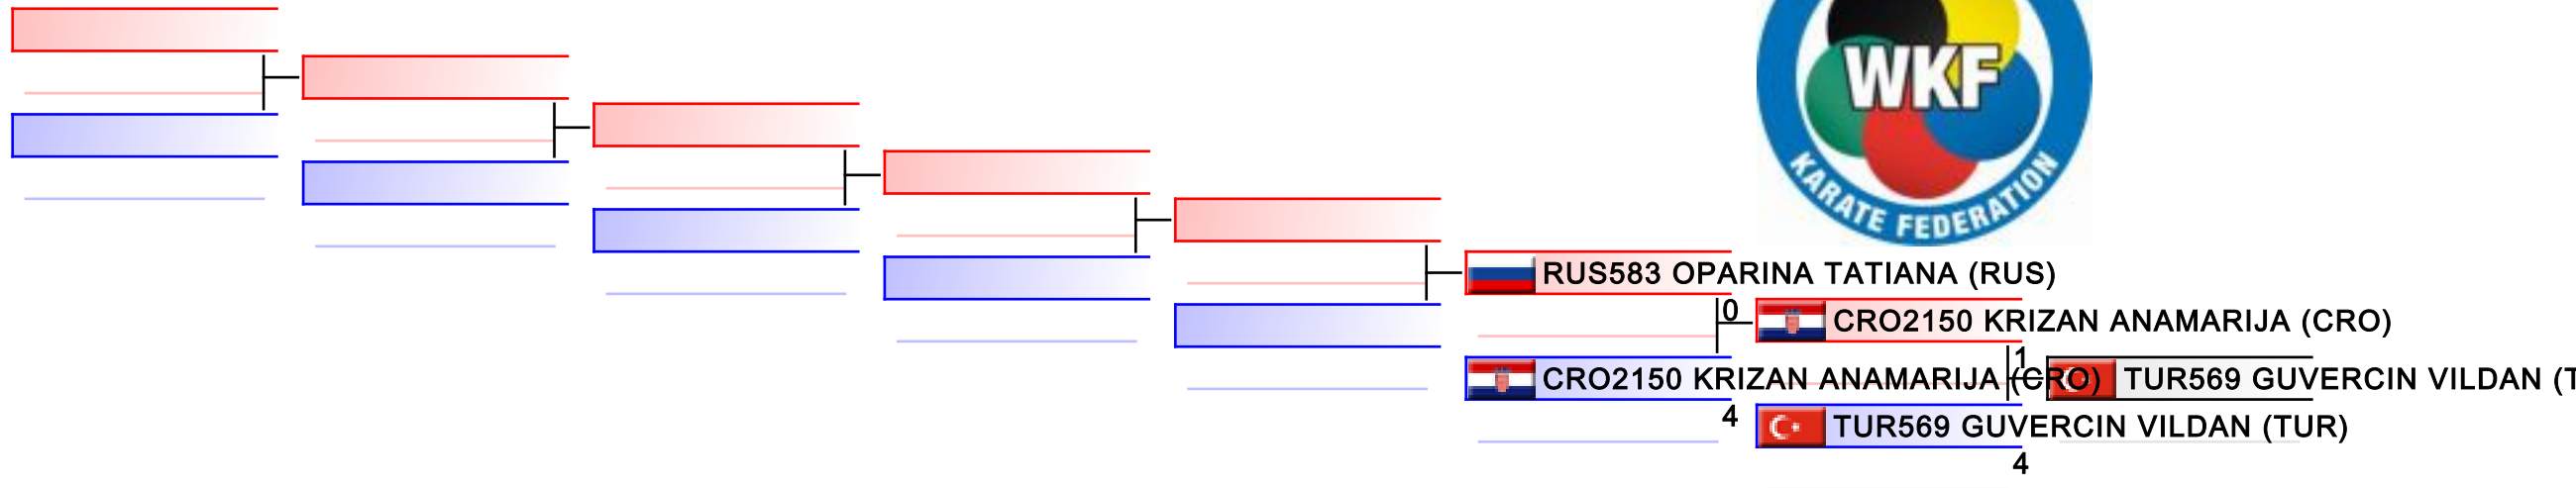 WKF
KARATE FEDERATION
RUS583 OPARINA TATIANA (RUS)
0
CRO2150 KRIZAN ANAMARIJA (CRO)
1
CRO2150 KRIZAN ANAMARIJA (CRO)
TUR569 GUVERCIN VILDAN (T
4
TUR569 GUVERCIN VILDAN (TUR)
4